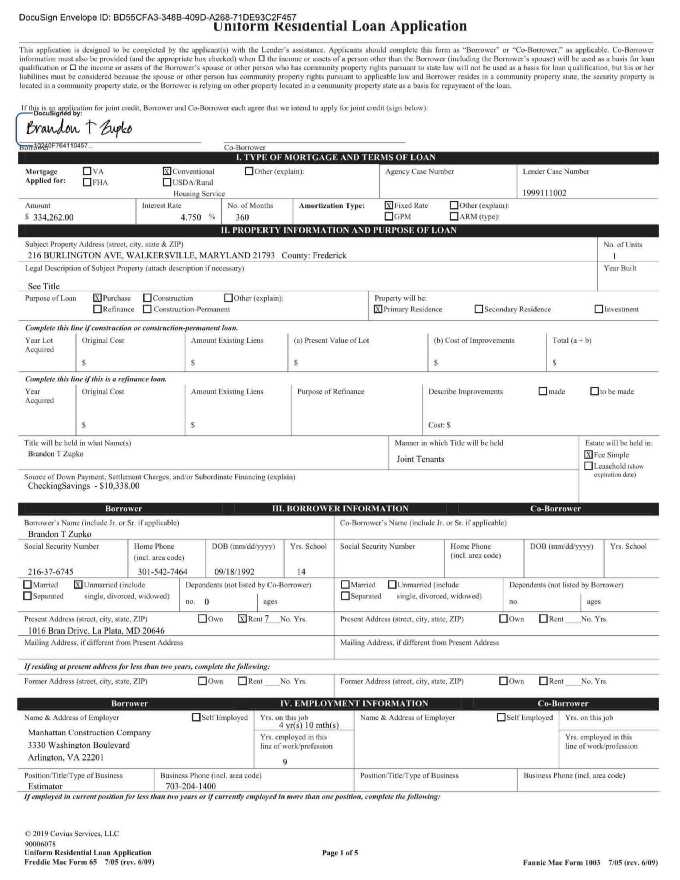 DocuSign Envelope ID: BD55CFA3-348B-409D-A268-71DE93C2F457
Uniform Residential Loan Application
This application is designed to be completed by the applicant(s) with the Lender's assistance. Applicants should complete this form as "Borrower" or "Co-Borrower," as applicable. Co-Borrower
information must also be provided (and the appropriate box checked) when ☐ the income or assets of a person other than the Borrower (including the Borrower's spouse) will be used as a basis for loan
qualification or ☐ the income or assets of the Borrower's spouse or other person who has community property rights pursuant to state law will not be used as a basis for loan qualification, but his or her
liabilities must be considered because the spouse or other person has community property rights pursuant to applicable law and Borrower resides in a community property state, the security property is
located in a community property state, or the Borrower is relying on other property located in a community property state as a basis for repayment of the loan.
If this is an application for joint credit, Borrower and Co-Borrower each agree that we intend to apply for joint credit (sign below):
DocuSigned by:
Brandon T Zupko
Borrower Co-Borrower
I. TYPE OF MORTGAGE AND TERMS OF LOAN
Mortgage ☐ VA ☒ Conventional ☐ Other (explain): Agency Case Number Lender Case Number
Applied for: ☐ FHA ☐ USDA/Rural
Housing Service 1999111002
Amount Interest Rate No. of Months Amortization Type: ☒ Fixed Rate ☐ Other (explain):
$ 334,262.00 4.750 % 360 ☐ GPM ☐ ARM (type):
II. PROPERTY INFORMATION AND PURPOSE OF LOAN
Subject Property Address (street, city, state & ZIP) No. of Units
216 BURLINGTON AVE, WALKERSVILLE, MARYLAND 21793 County: Frederick 1
Legal Description of Subject Property (attach description if necessary) Year Built
See Title
Purpose of Loan ☒ Purchase ☐ Construction ☐ Other (explain): Property will be:
☐ Refinance ☐ Construction-Permanent ☒ Primary Residence ☐ Secondary Residence ☐ Investment
Complete this line if construction or construction-permanent loan.
Year Lot Original Cost Amount Existing Liens (a) Present Value of Lot (b) Cost of Improvements Total (a + b)
Acquired
$ $ $ $ $
Complete this line if this is a refinance loan.
Year Original Cost Amount Existing Liens Purpose of Refinance Describe Improvements ☐ made ☐ to be made
Acquired
$ $ Cost: $
Title will be held in what Name(s) Manner in which Title will be held Estate will be held in:
Brandon T Zupko Joint Tenants ☒ Fee Simple
☐ Leasehold (show
expiration date)
Source of Down Payment, Settlement Charges, and/or Subordinate Financing (explain)
CheckingSavings - $10,338.00
Borrower III. BORROWER INFORMATION Co-Borrower
Borrower's Name (include Jr. or Sr. if applicable) Co-Borrower's Name (include Jr. or Sr. if applicable)
Brandon T Zupko
Social Security Number Home Phone DOB (mm/dd/yyyy) Yrs. School Social Security Number Home Phone DOB (mm/dd/yyyy) Yrs. School
(incl. area code) (incl. area code)
216-37-6745 301-542-7464 09/18/1992 14
☐ Married ☒ Unmarried (include Dependents (not listed by Co-Borrower) ☐ Married ☐ Unmarried (include Dependents (not listed by Borrower)
☐ Separated single, divorced, widowed) ☐ Separated single, divorced, widowed)
no. 0 ages no. ages
Present Address (street, city, state, ZIP) ☐ Own ☒ Rent 7 No. Yrs. Present Address (street, city, state, ZIP) ☐ Own ☐ Rent ____ No. Yrs.
1016 Bran Drive, La Plata, MD 20646
Mailing Address, if different from Present Address Mailing Address, if different from Present Address
If residing at present address for less than two years, complete the following:
Former Address (street, city, state, ZIP) ☐ Own ☐ Rent ____ No. Yrs. Former Address (street, city, state, ZIP) ☐ Own ☐ Rent ____ No. Yrs.
Borrower IV. EMPLOYMENT INFORMATION Co-Borrower
Name & Address of Employer ☐ Self Employed Yrs. on this job Name & Address of Employer ☐ Self Employed Yrs. on this job
4 yr(s) 10 mth(s)
Manhattan Construction Company Yrs. employed in this Yrs. employed in this
3330 Washington Boulevard line of work/profession line of work/profession
Arlington, VA 22201 9
Position/Title/Type of Business Business Phone (incl. area code) Position/Title/Type of Business Business Phone (incl. area code)
Estimator 703-204-1400
If employed in current position for less than two years or if currently employed in more than one position, complete the following:
© 2019 Covius Services, LLC
90006078
Uniform Residential Loan Application
Freddie Mac Form 65 7/05 (rev. 6/09) Page 1 of 5 Fannie Mae Form 1003 7/05 (rev. 6/09)